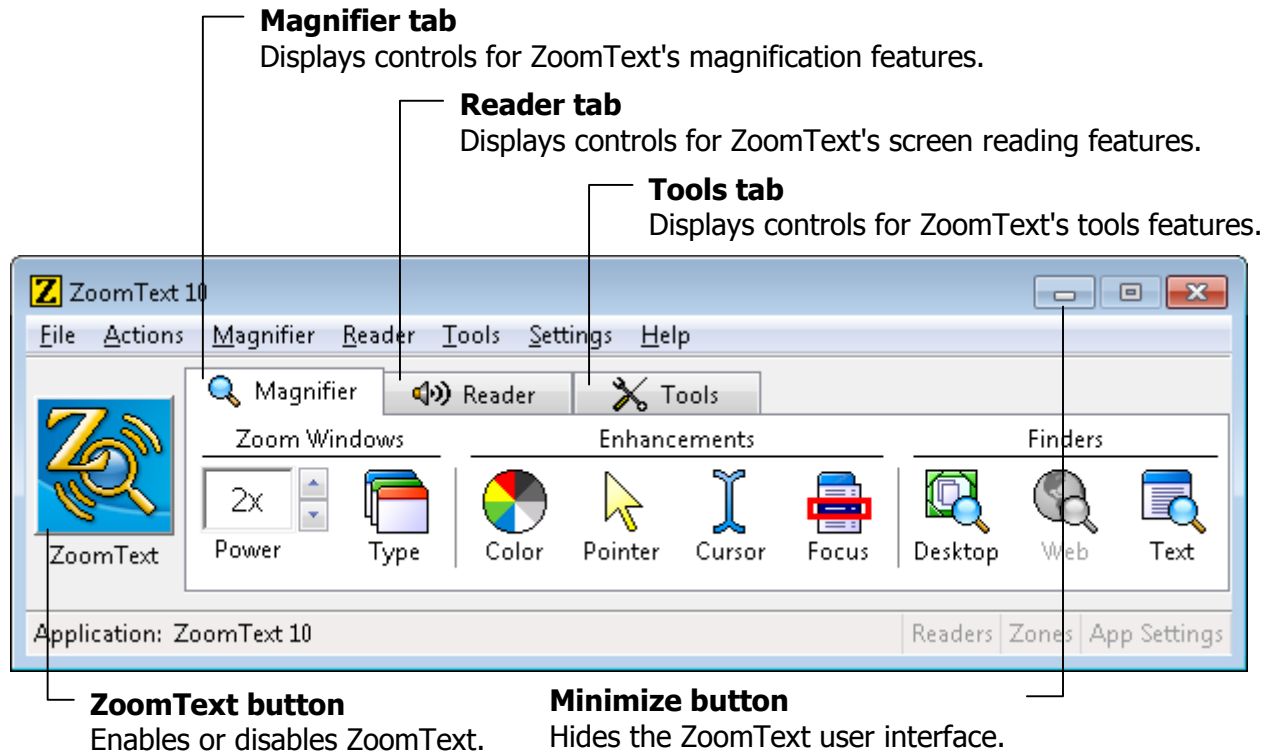 Magnifier tab
Displays controls for ZoomText's magnification features.
Reader tab
Displays controls for ZoomText's screen reading features.
Tools tab
Displays controls for ZoomText's tools features.
Z ZoomText 10
File Actions Magnifier Reader Tools Settings Help
Magnifier Reader Tools
Zoom Windows Enhancements Finders
2x
Power Type Color Pointer Cursor Focus Desktop Web Text
ZoomText
Application: ZoomText 10 Readers Zones App Settings
ZoomText button
Enables or disables ZoomText.
Minimize button
Hides the ZoomText user interface.